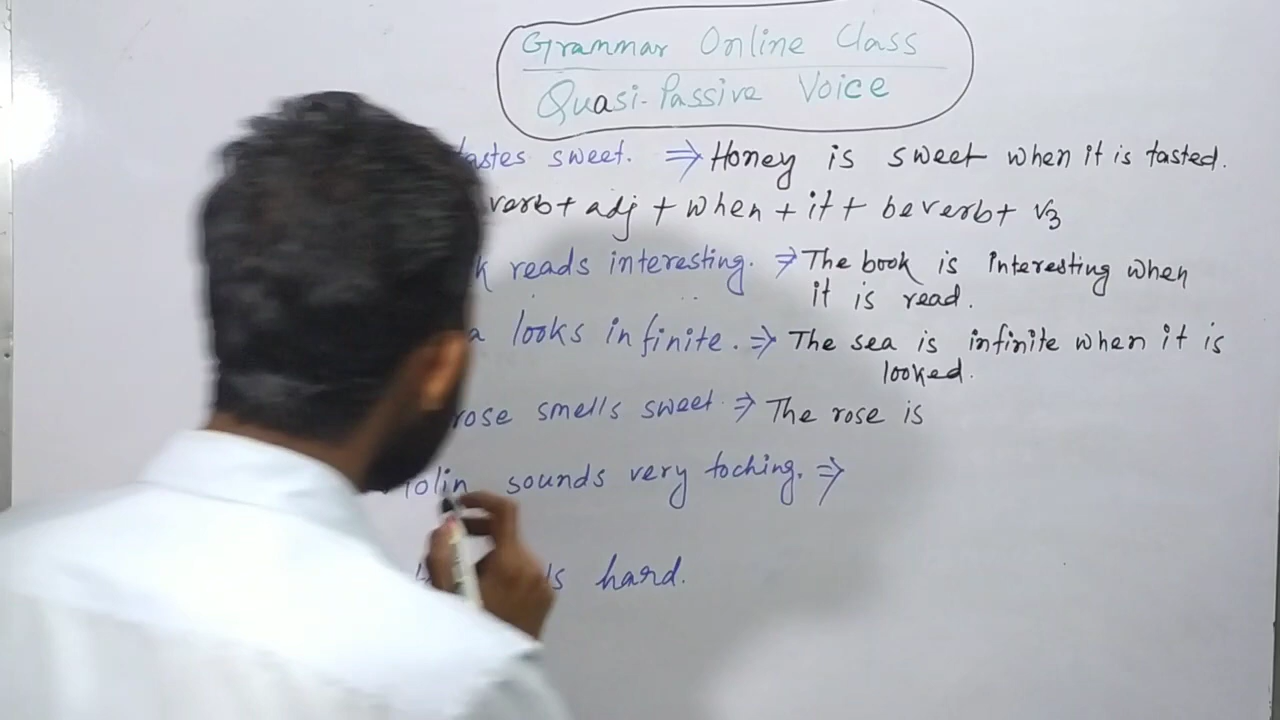 Grammar Online Class
Quasi-Passive Voice
tastes sweet. ⇒ Honey is sweet when it is tasted.
verb + adj + when + it + be verb + V3
reads interesting. ⇒ The book is interesting when
it is read.
looks infinite. ⇒ The sea is infinite when it is
looked.
rose smells sweet. ⇒ The rose is
sounds very toching. ⇒
hard.